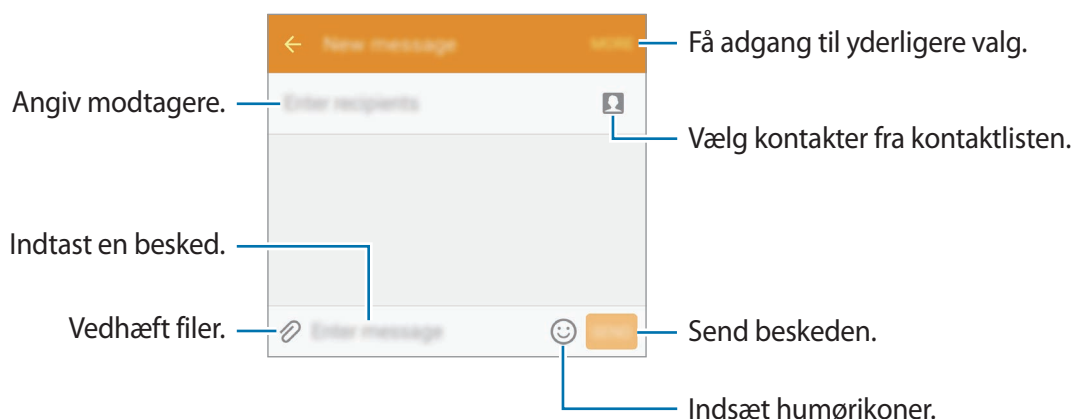 New message
MORE
Få adgang til yderligere valg.
Angiv modtagere.
Enter recipients
Vælg kontakter fra kontaktlisten.
Indtast en besked.
Vedhæft filer.
Enter message
Send beskeden.
Indsæt humørikoner.